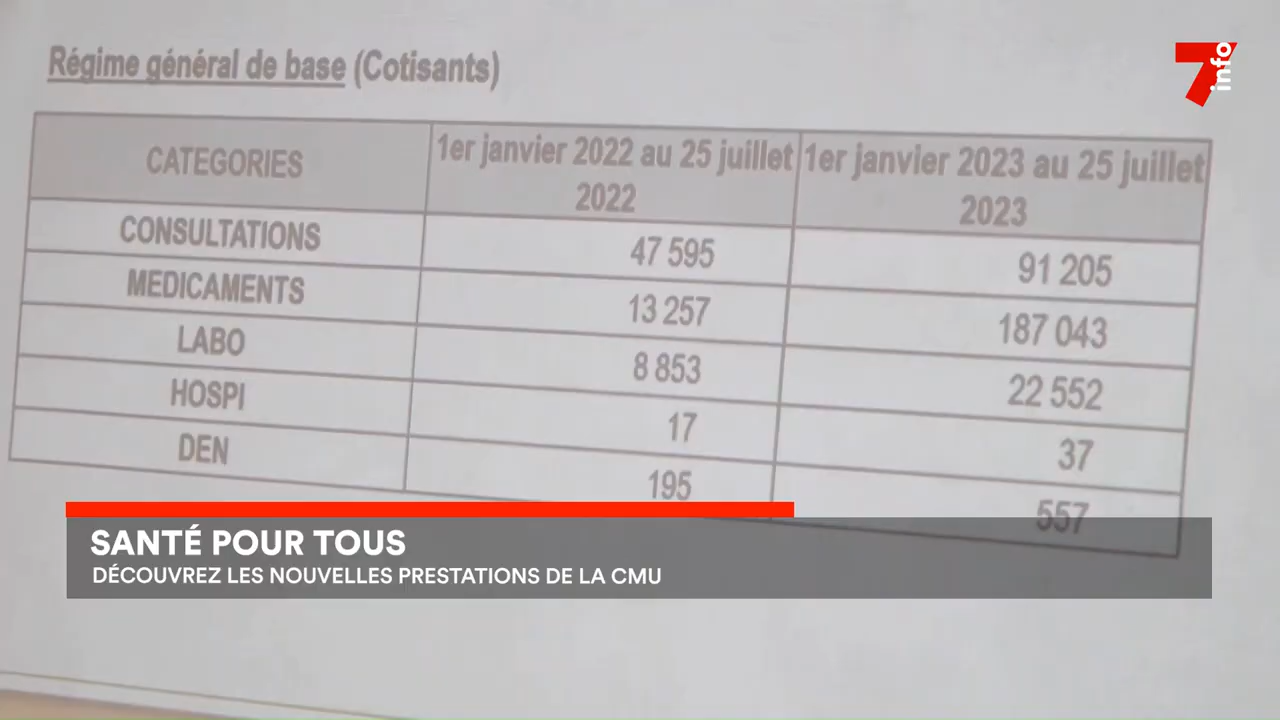 Régime général de base (Cotisants)
7 info
CATEGORIES 1er janvier 2022 au 25 juillet 2022 1er janvier 2023 au 25 juillet 2023
CONSULTATIONS 47 595 91 205
MEDICAMENTS 13 257 187 043
LABO 8 853 22 552
HOSPI 17 37
DEN 195 557
SANTÉ POUR TOUS
DÉCOUVREZ LES NOUVELLES PRESTATIONS DE LA CMU